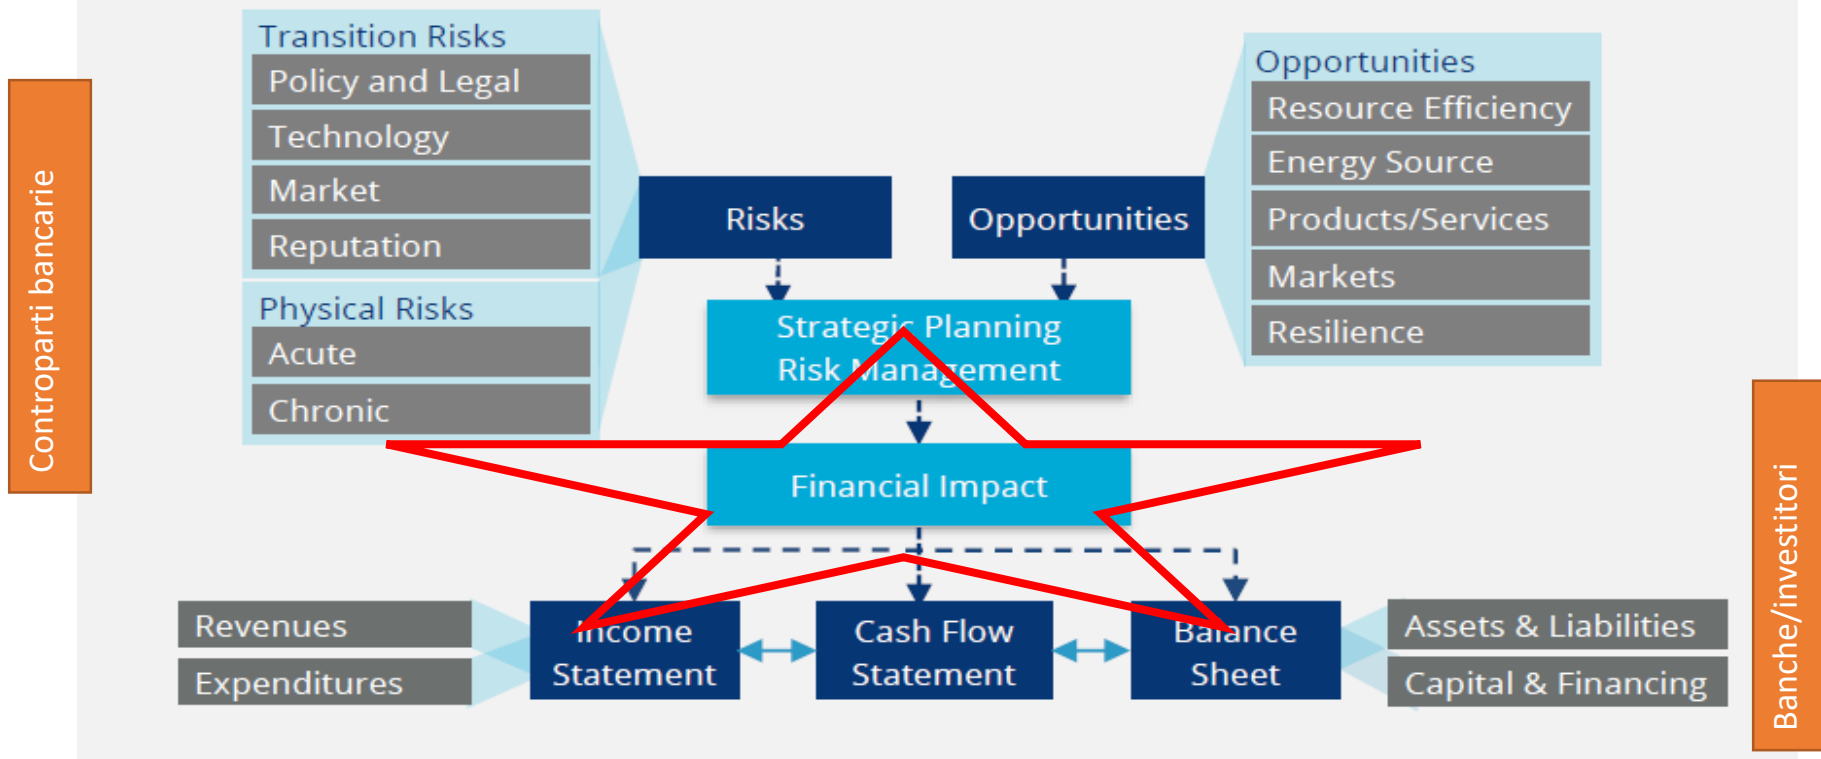 Controparti bancarie
Transition Risks
Policy and Legal
Technology
Market
Reputation
Physical Risks
Acute
Chronic
Risks
Opportunities
Opportunities
Resource Efficiency
Energy Source
Products/Services
Markets
Resilience
Strategic Planning
Risk Management
Financial Impact
Revenues
Expenditures
Income
Statement
Cash Flow
Statement
Balance
Sheet
Assets & Liabilities
Capital & Financing
Banche/investitori